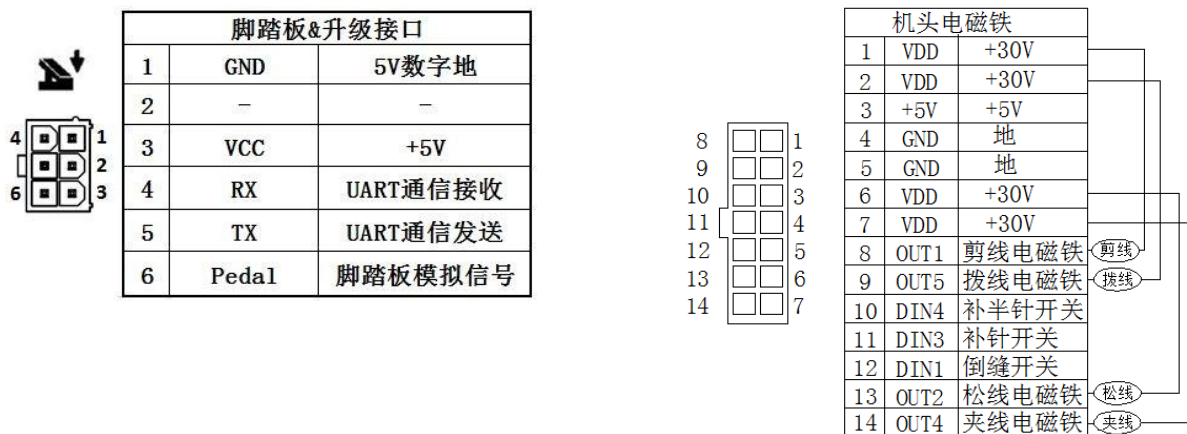 脚踏板&升级接口
1 GND 5V数字地
2 — —
3 VCC +5V
4 RX UART通信接收
5 TX UART通信发送
6 Pedal 脚踏板模拟信号
4 1
2
6 3
机头电磁铁
1 VDD +30V
2 VDD +30V
3 +5V +5V
4 GND 地
5 GND 地
6 VDD +30V
7 VDD +30V
8 OUT1 剪线电磁铁 剪线
9 OUT5 拨线电磁铁 拨线
10 DIN4 补半针开关
11 DIN3 补针开关
12 DIN1 倒缝开关
13 OUT2 松线电磁铁 松线
14 OUT4 夹线电磁铁 夹线
8 1
9 2
10 3
11 4
12 5
13 6
14 7